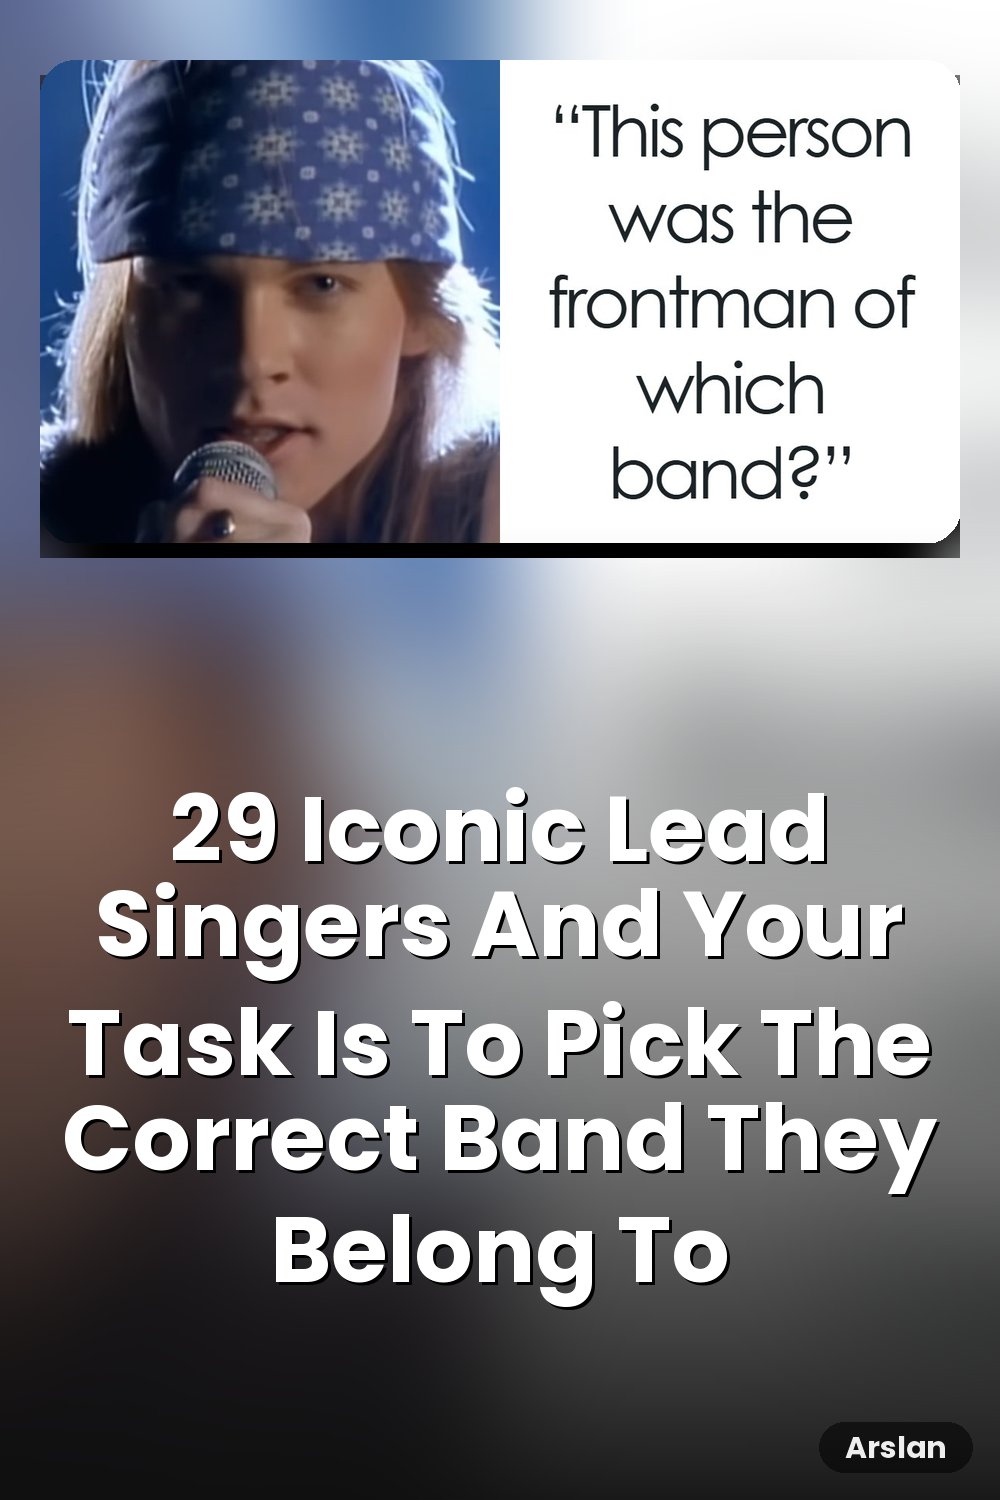 “This person
was the
frontman of
which
band?”
29 Iconic Lead
Singers And Your
Task Is To Pick The
Correct Band They
Belong To
Arslan